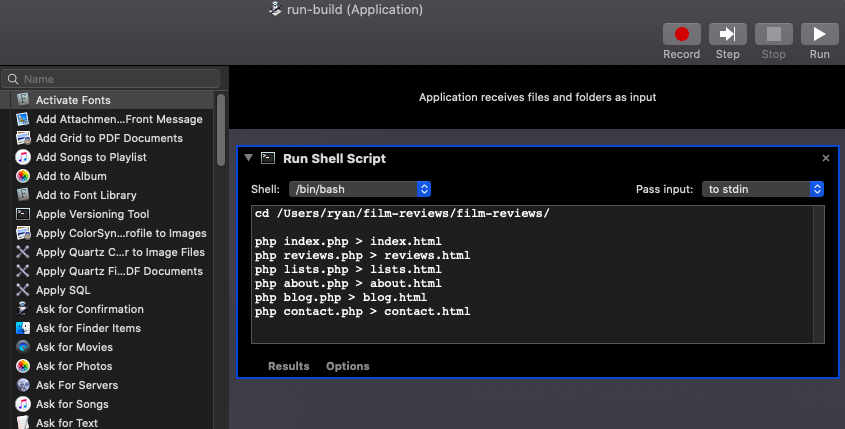 run-build (Application)
Record
Step
Stop
Run
Name
Activate Fonts
Add Attachmen...Front Message
Add Grid to PDF Documents
Add Songs to Playlist
Add to Album
Add to Font Library
Apple Versioning Tool
Apply ColorSyn...rofile to Images
Apply Quartz C...r to Image Files
Apply Quartz Fi...DF Documents
Apply SQL
Ask for Confirmation
Ask for Finder Items
Ask for Movies
Ask for Photos
Ask For Servers
Ask for Songs
Ask for Text
Application receives files and folders as input
Run Shell Script
Shell: /bin/bash
Pass input: to stdin
cd /Users/ryan/film-reviews/film-reviews/
php index.php > index.html
php reviews.php > reviews.html
php lists.php > lists.html
php about.php > about.html
php blog.php > blog.html
php contact.php > contact.html
Results Options